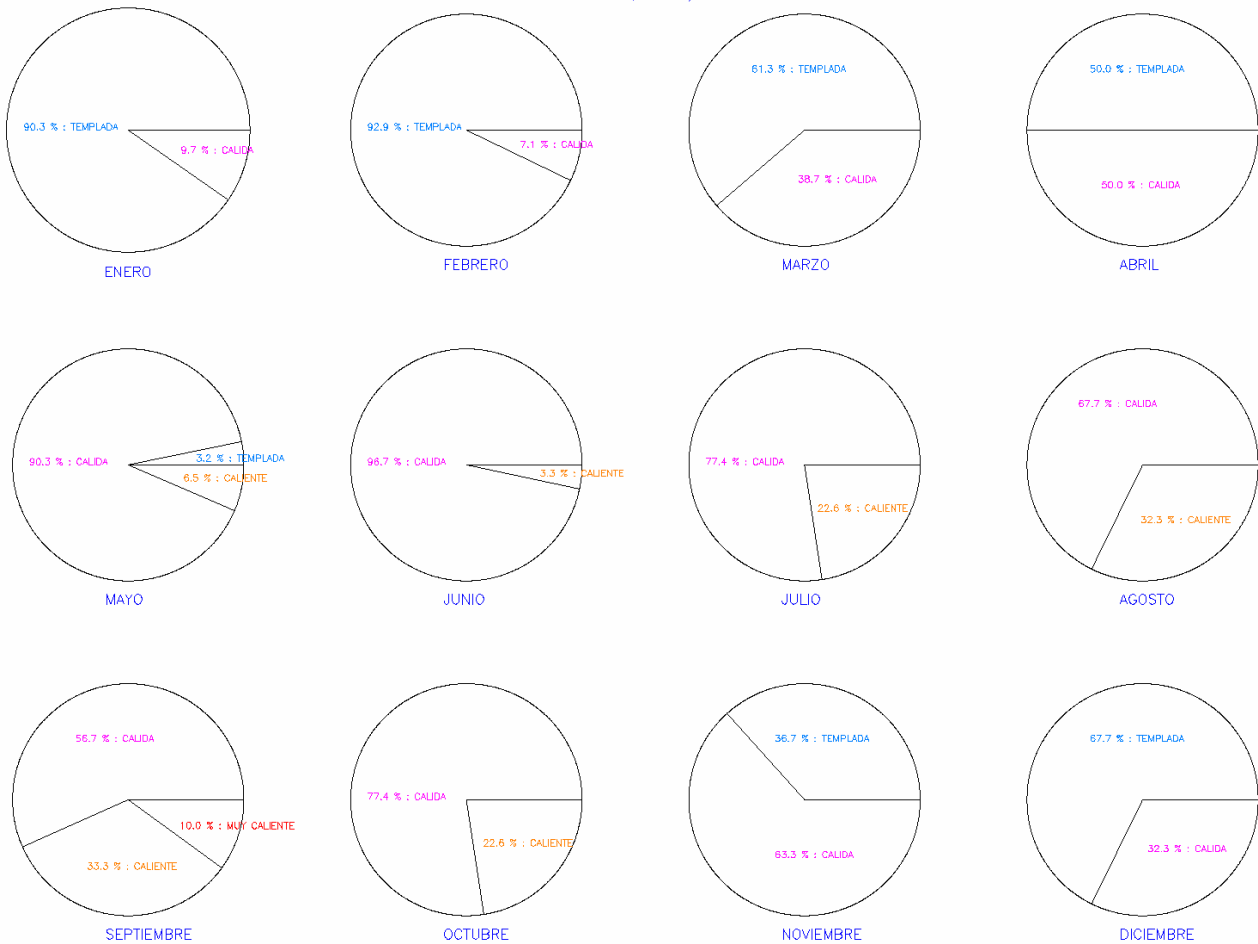 90.3 % : TEMPLADA
9.7 % : CALIDA
ENERO
92.9 % : TEMPLADA
7.1 % : CALIDA
FEBRERO
61.3 % : TEMPLADA
38.7 % : CALIDA
MARZO
50.0 % : TEMPLADA
50.0 % : CALIDA
ABRIL
90.3 % : CALIDA
3.2 % : TEMPLADA
6.5 % : CALIENTE
MAYO
96.7 % : CALIDA
3.3 % : CALIENTE
JUNIO
77.4 % : CALIDA
22.6 % : CALIENTE
JULIO
67.7 % : CALIDA
32.3 % : CALIENTE
AGOSTO
56.7 % : CALIDA
10.0 % : MUY CALIENTE
33.3 % : CALIENTE
SEPTIEMBRE
77.4 % : CALIDA
22.6 % : CALIENTE
OCTUBRE
36.7 % : TEMPLADA
63.3 % : CALIDA
NOVIEMBRE
67.7 % : TEMPLADA
32.3 % : CALIDA
DICIEMBRE